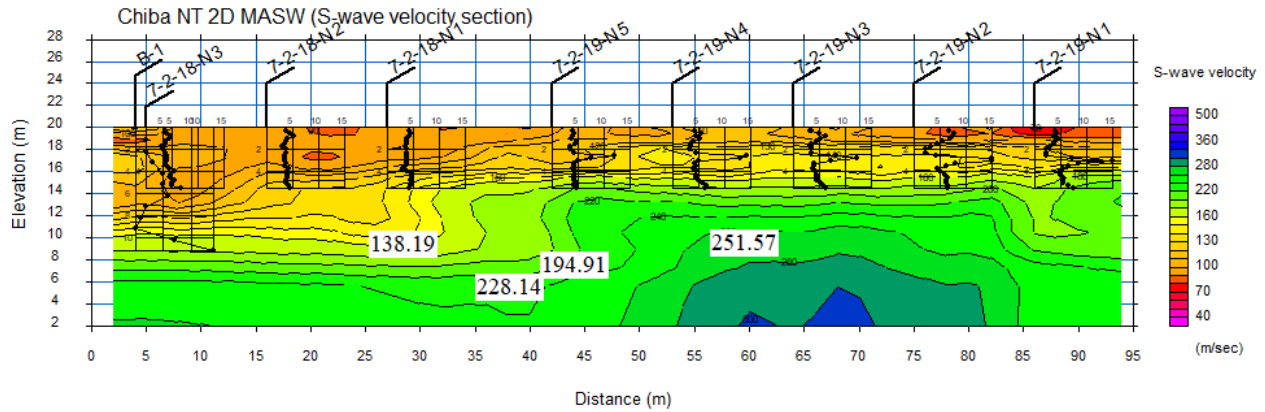 Chiba NT 2D MASW (S-wave velocity section)
B-1
7-2-18-N3
7-2-18-N2
7-2-18-N1
7-2-19-N5
7-2-19-N4
7-2-19-N3
7-2-19-N2
7-2-19-N1
28
26
24
22
20
18
16
14
12
10
8
6
4
2
Elevation (m)
138.19
194.91
228.14
251.57
220
240
200
280
300
0 5 10 15 20 25 30 35 40 45 50 55 60 65 70 75 80 85 90 95
Distance (m)
S-wave velocity
500
360
280
220
160
130
100
70
40
(m/sec)